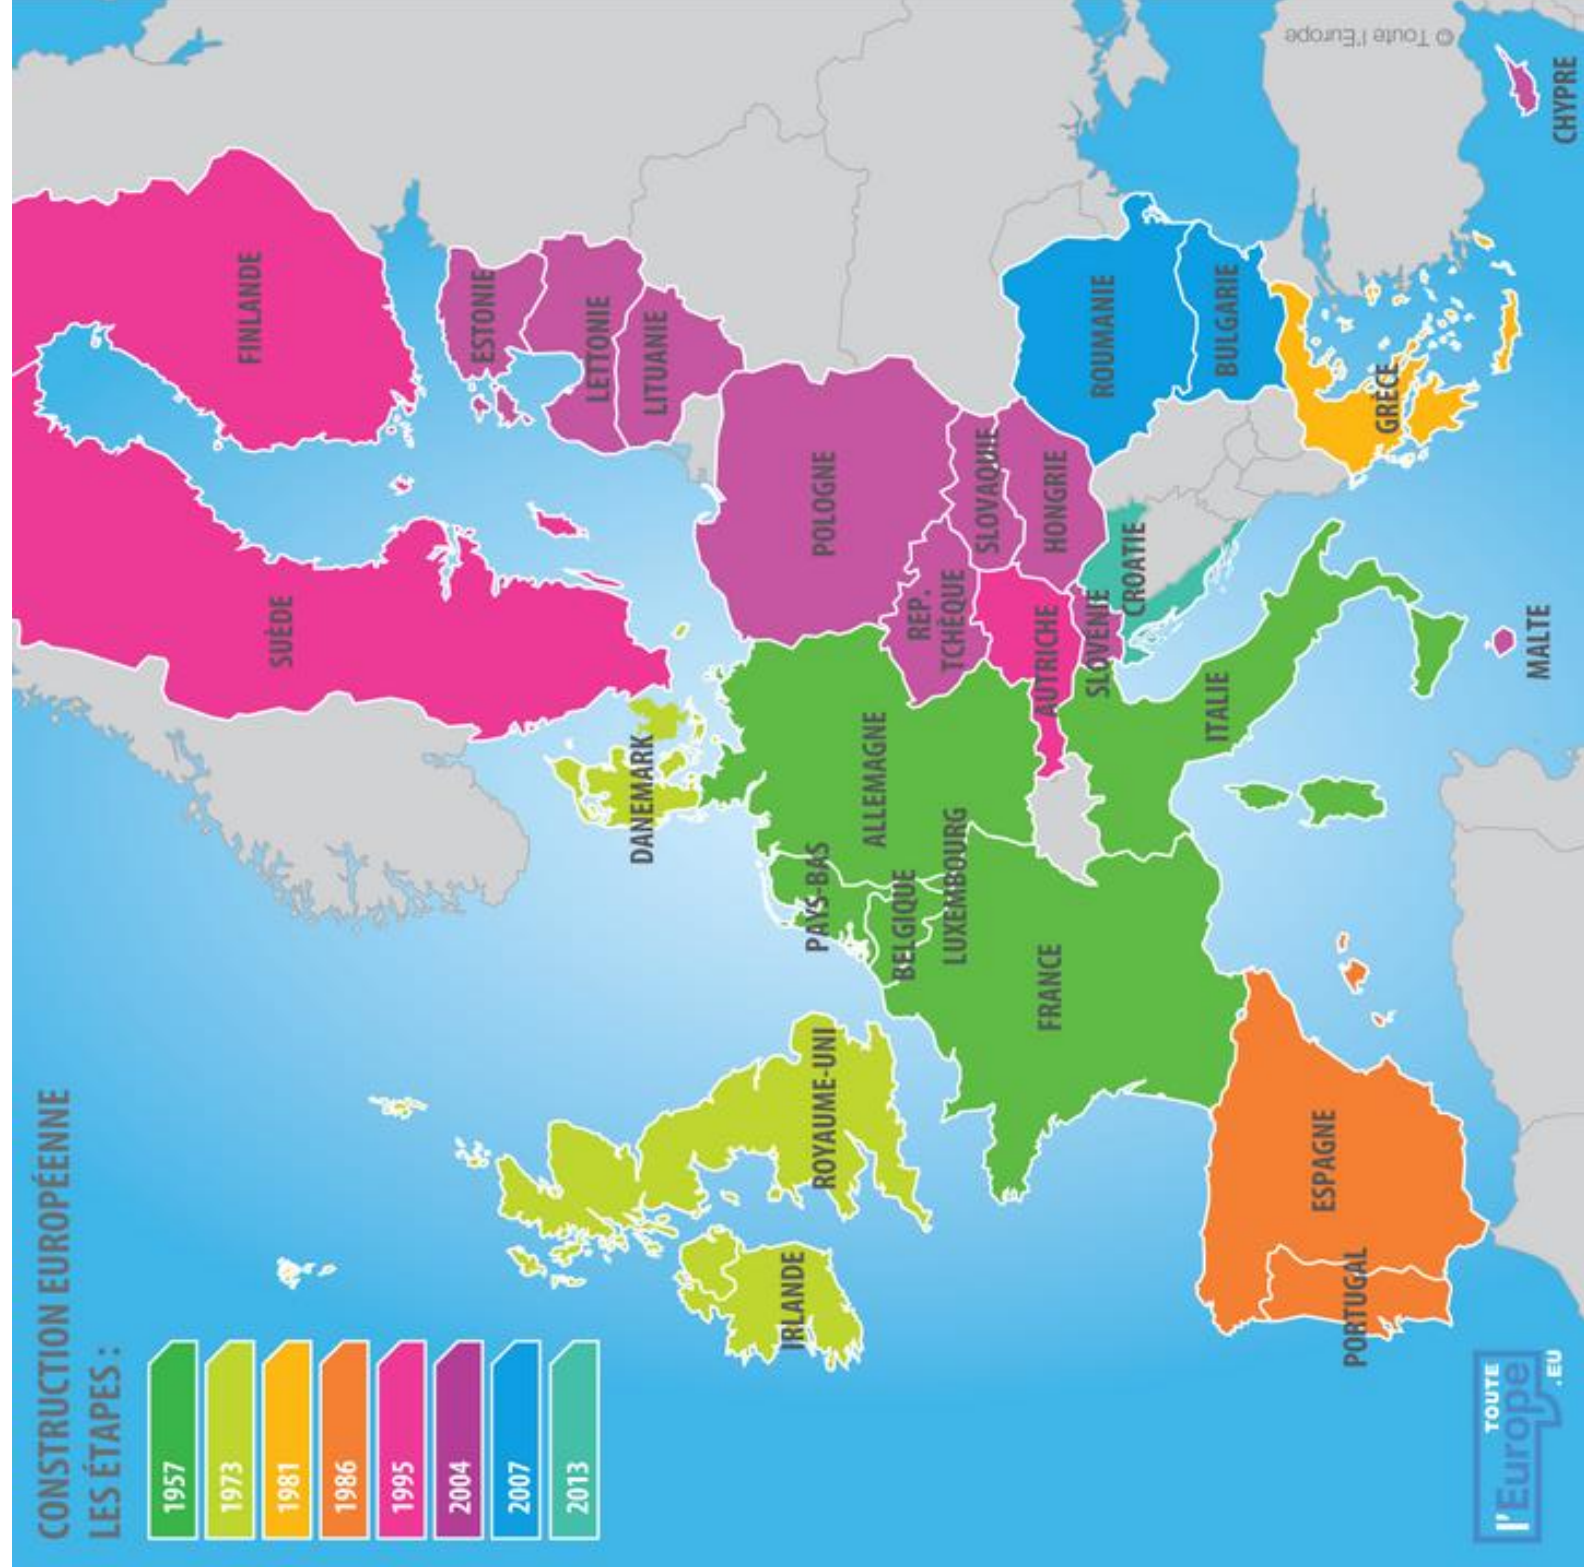 CONSTRUCTION EUROPÉENNE
LES ÉTAPES :
1957
1973
1981
1986
1995
2004
2007
2013
FINLANDE
SUÈDE
ESTONIE
LETTONIE
LITUANIE
DANEMARK
IRLANDE
ROYAUME-UNI
PAYS-BAS
BELGIQUE
LUXEMBOURG
ALLEMAGNE
POLOGNE
REP.
TCHÈQUE
SLOVAQUIE
AUTRICHE
HONGRIE
SLOVÉNIE
CROATIE
ROUMANIE
BULGARIE
FRANCE
ITALIE
GRÈCE
ESPAGNE
PORTUGAL
MALTE
CHYPRE
© Toute l'Europe
TOUTE
l'Europe
.EU